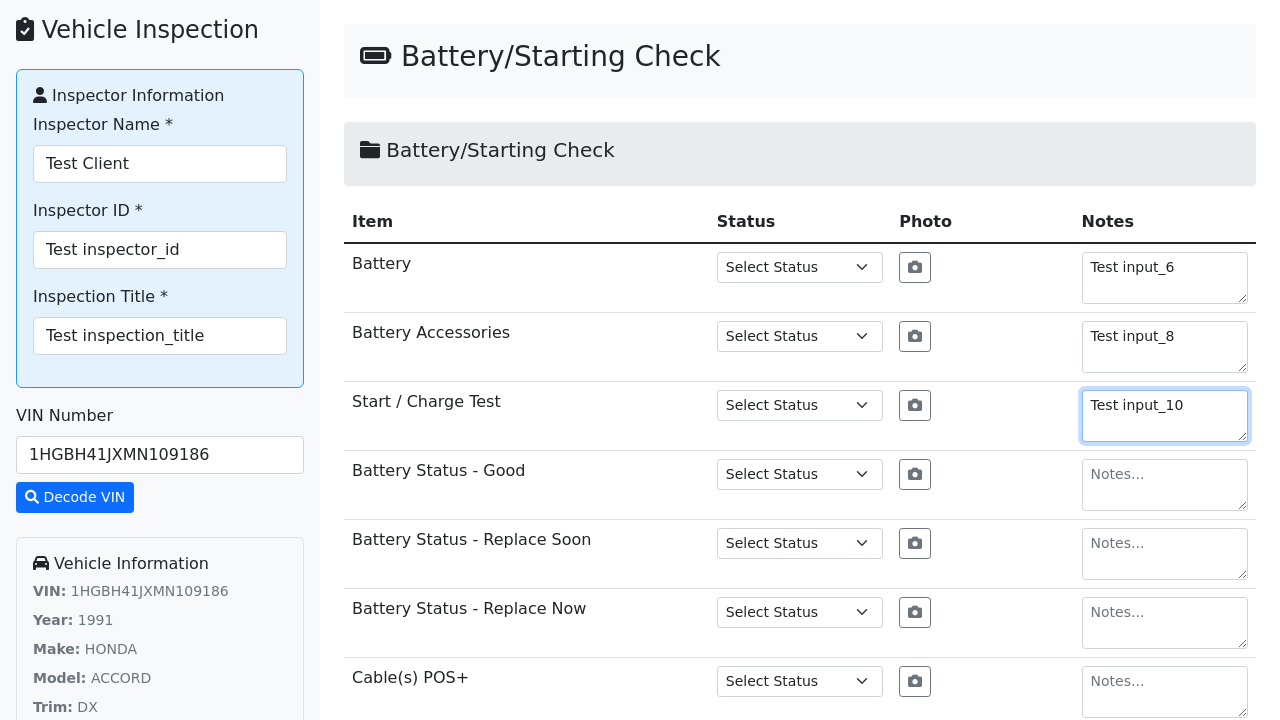 Vehicle Inspection
Inspector Information
Inspector Name *
Test Client
Inspector ID *
Test inspector_id
Inspection Title *
Test inspection_title
VIN Number
1HGBH41JXMN109186
Decode VIN
Vehicle Information
VIN: 1HGBH41JXMN109186
Year: 1991
Make: HONDA
Model: ACCORD
Trim: DX
Battery/Starting Check
Battery/Starting Check
Item Status Photo Notes
Battery Select Status Test input_6
Battery Accessories Select Status Test input_8
Start / Charge Test Select Status Test input_10
Battery Status - Good Select Status Notes...
Battery Status - Replace Soon Select Status Notes...
Battery Status - Replace Now Select Status Notes...
Cable(s) POS+ Select Status Notes...